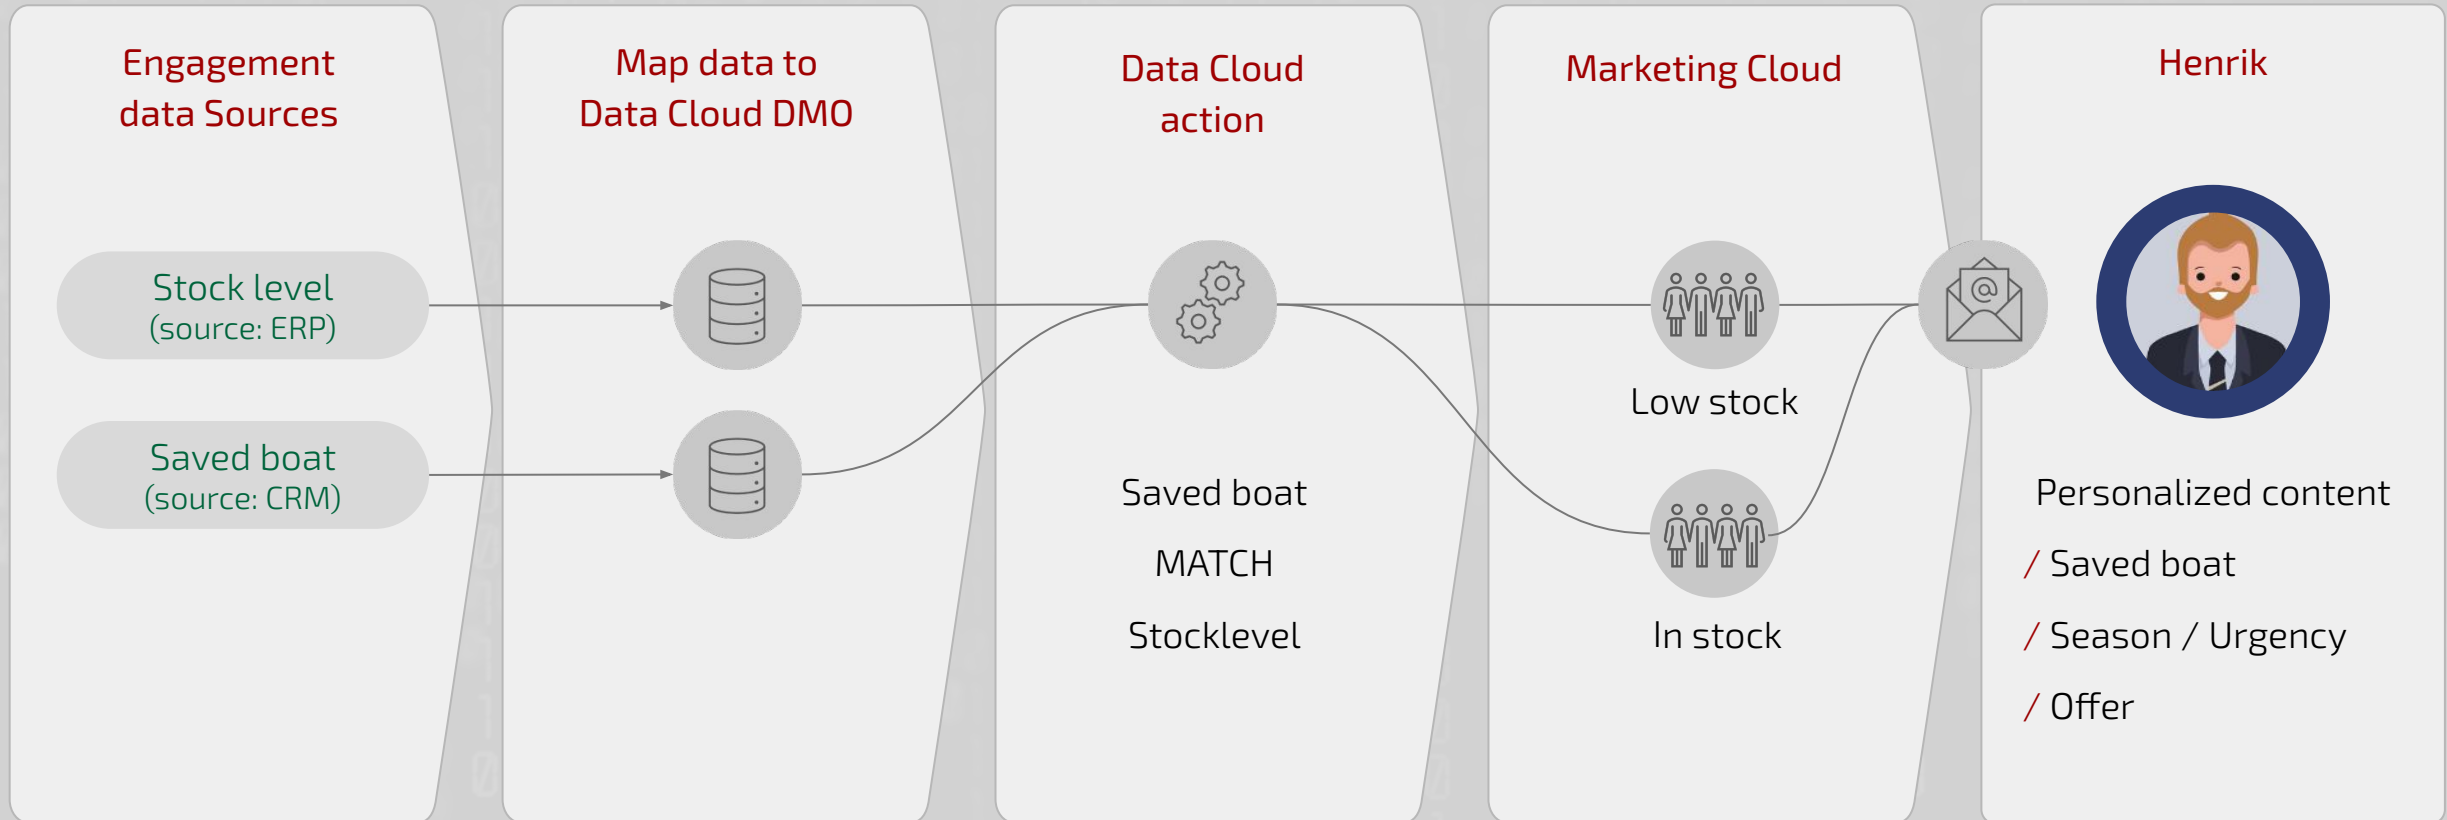 Engagement
data Sources
Stock level
(source: ERP)
Saved boat
(source: CRM)
Map data to
Data Cloud DMO
Data Cloud
action
Saved boat
MATCH
Stocklevel
Marketing Cloud
Low stock
In stock
Henrik
@
Personalized content
/ Saved boat
/ Season / Urgency
/ Offer